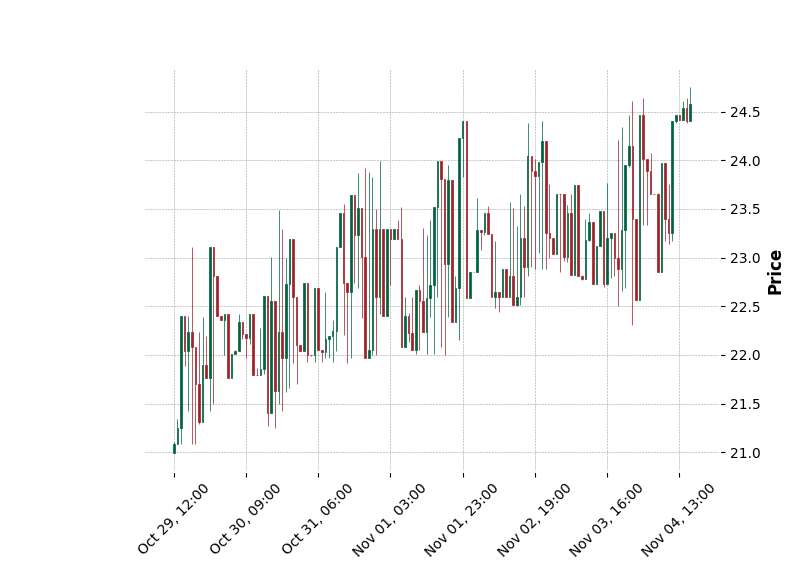 24.5
24.0
23.5
23.0
22.5
22.0
21.5
21.0
Price
Oct 29, 12:00
Oct 30, 09:00
Oct 31, 06:00
Nov 01, 03:00
Nov 01, 23:00
Nov 02, 19:00
Nov 03, 16:00
Nov 04, 13:00